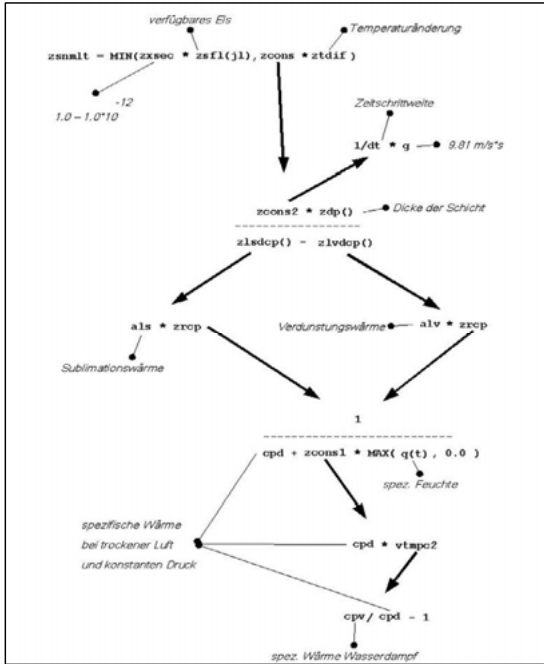 verfügbares Eis
Temperaturänderung
zsnmlt = MIN(zxsec * zsfl(jl),zcons *ztdif)
-12
1.0 – 1.0*10
Zeitschrittweite
1/dt * g
9.81 m/s*s
zcons2 * zdp()
Dicke der Schicht
--------------------
zlsdcp() - zlvdcp()
als * zrcp
Verdunstungswärme
alv * zrcp
Sublimationswärme
1
--------------------
cpd + zcons1 * MAX( q(t) , 0.0 )
spez. Feuchte
spezifische Wärme
bei trockener Luft
und konstanten Druck
cpd * vtmpc2
cpv/ cpd - 1
spez. Wärme Wasserdampf